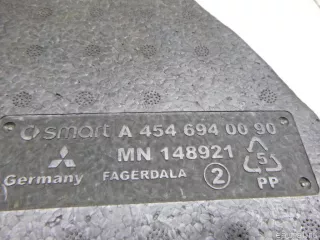 smart A 454 694 00 90
MN 148921 5
Germany FAGERDALA 2 PP